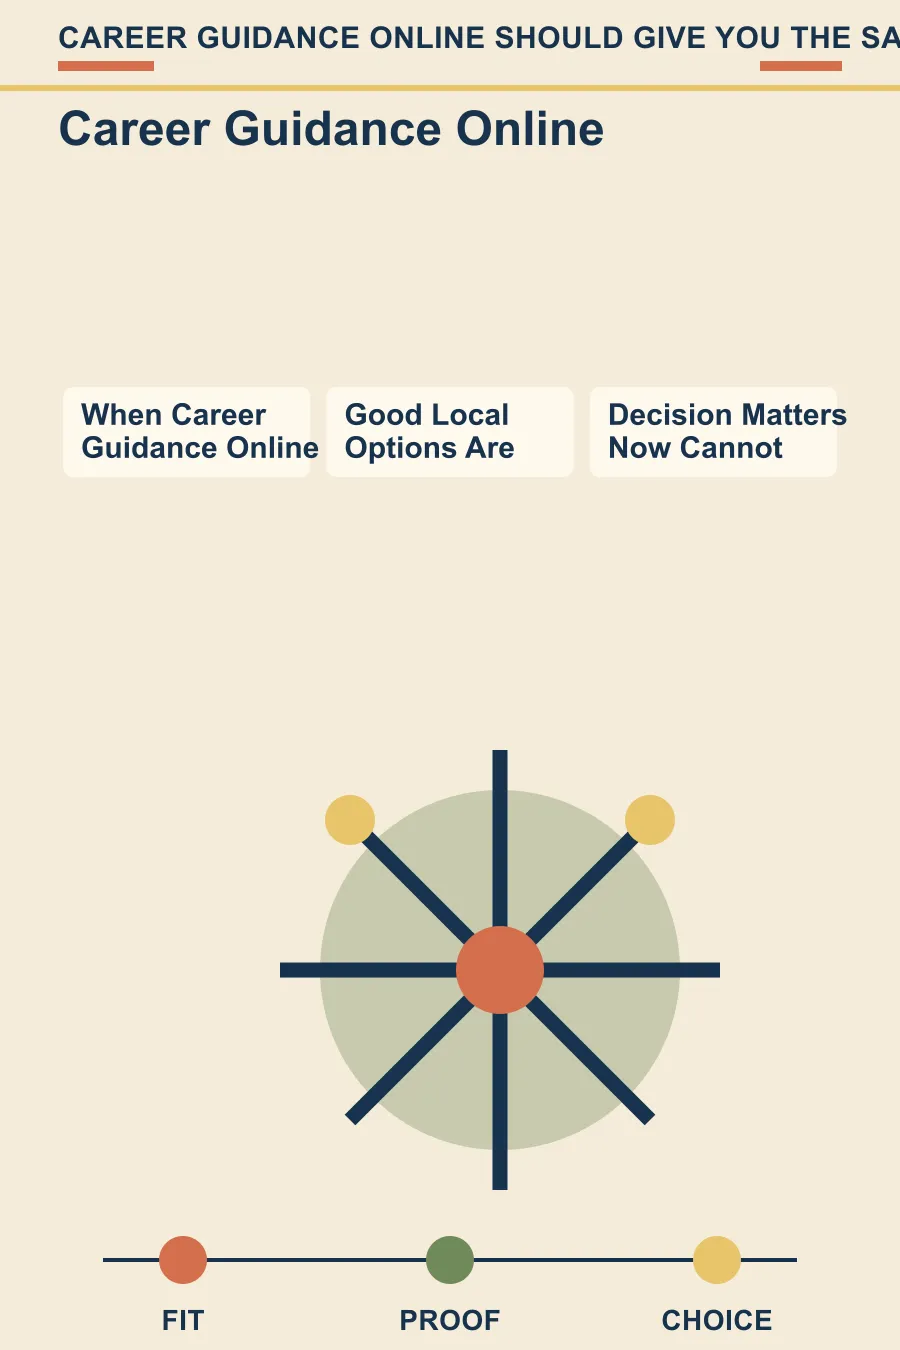 CAREER GUIDANCE ONLINE SHOULD GIVE YOU THE SA
Career Guidance Online
When Career
Guidance Online
Good Local
Options Are
Decision Matters
Now Cannot
FIT
PROOF
CHOICE